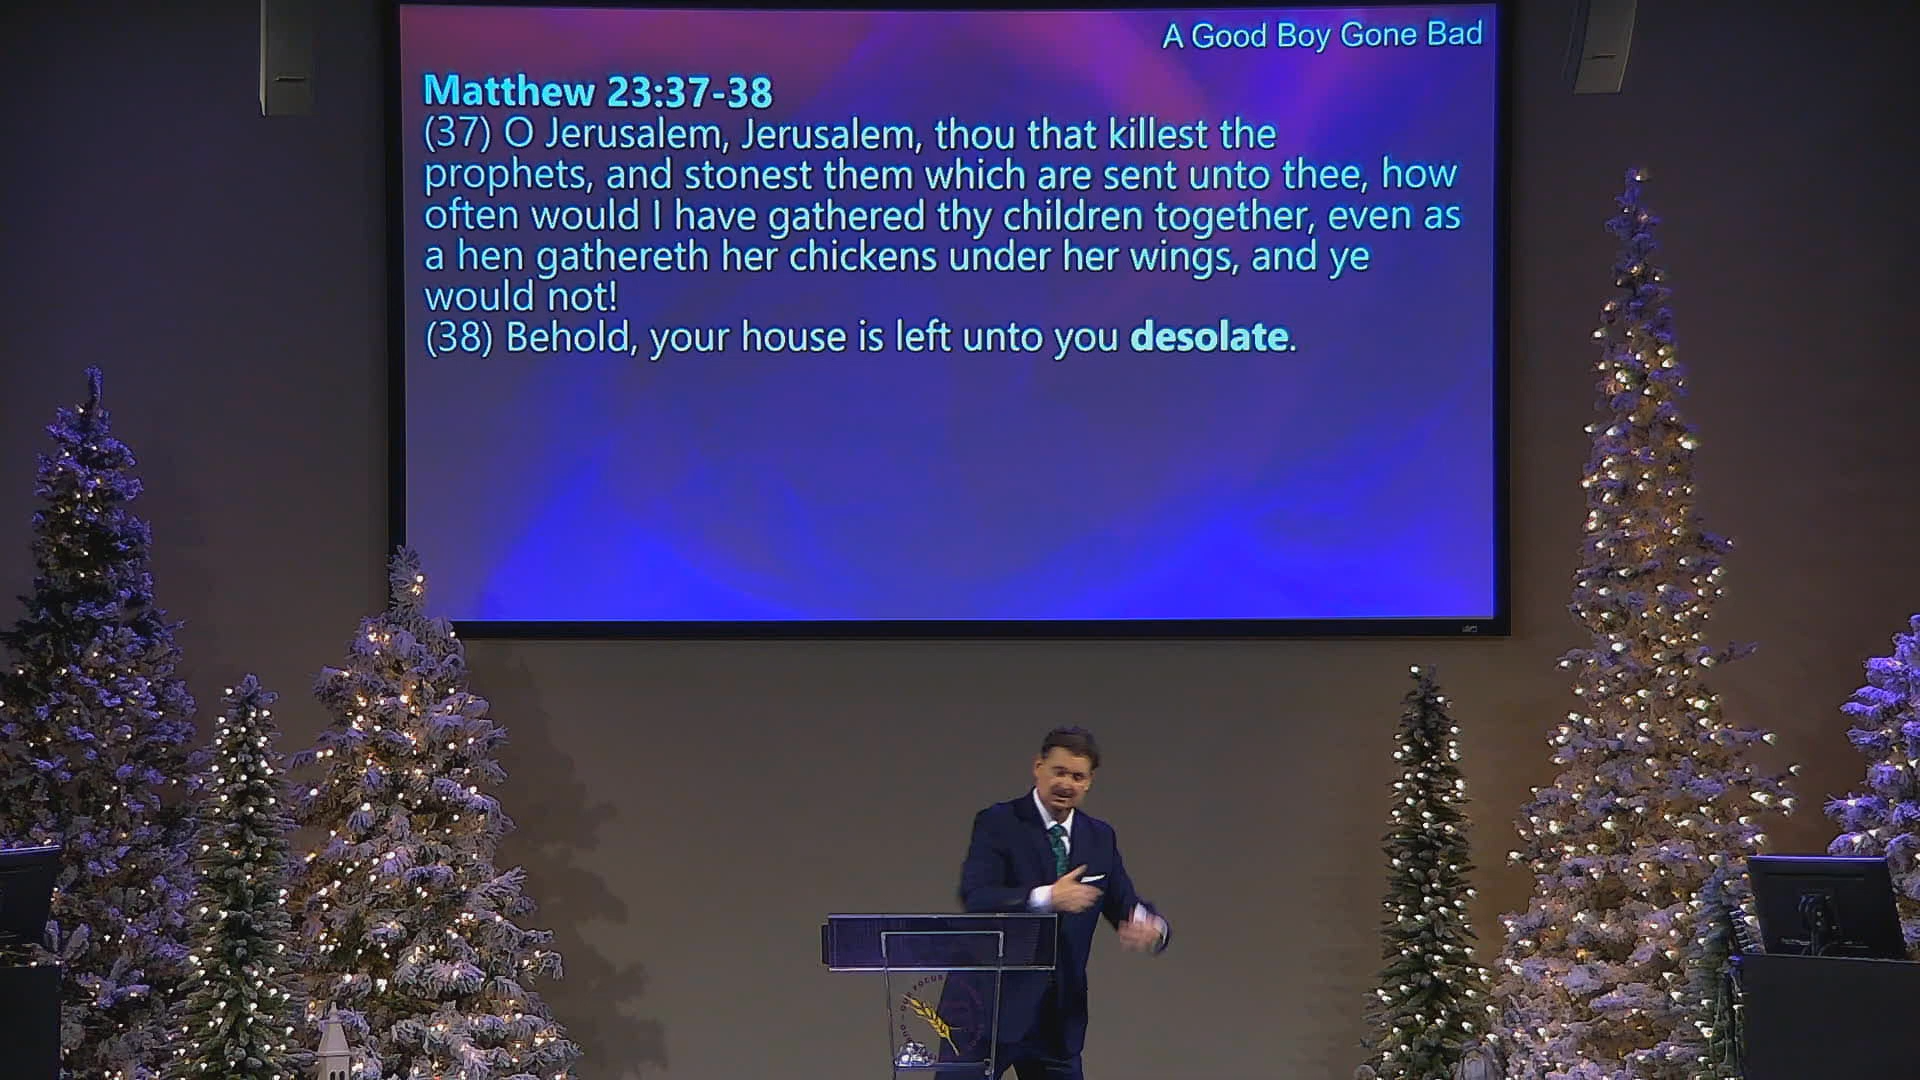 A Good Boy Gone Bad
Matthew 23:37-38
(37) O Jerusalem, Jerusalem, thou that killest the
prophets, and stonest them which are sent unto thee, how
often would I have gathered thy children together, even as
a hen gathereth her chickens under her wings, and ye
would not!
(38) Behold, your house is left unto you desolate.
OUR FOCUS